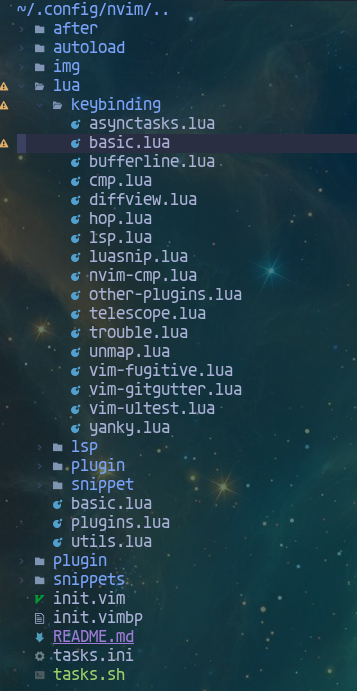 ~/.config/nvim/..
after
autoload
img
lua
keybinding
asynctasks.lua
basic.lua
bufferline.lua
cmp.lua
diffview.lua
hop.lua
lsp.lua
luasnip.lua
nvim-cmp.lua
other-plugins.lua
telescope.lua
trouble.lua
unmap.lua
vim-fugitive.lua
vim-gitgutter.lua
vim-ultest.lua
yanky.lua
lsp
plugin
snippet
basic.lua
plugins.lua
utils.lua
plugin
snippets
init.vim
init.vimbp
README.md
tasks.ini
tasks.sh